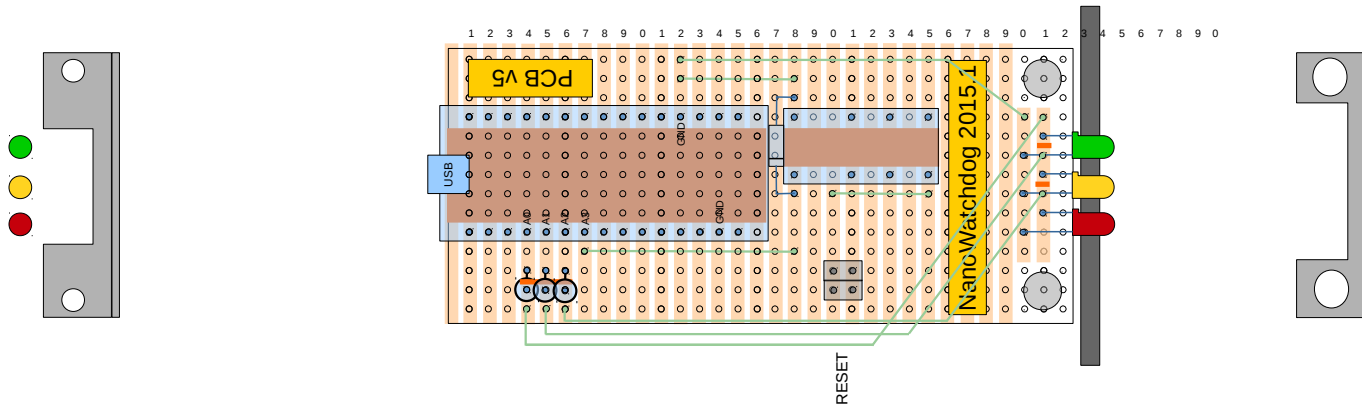 1 2 3 4 5 6 7 8 9 0 1 2 3 4 5 6 7 8 9 0 1 2 3 4 5 6 7 8 9 0 1 2 3 4 5 6 7 8 9 0
PCB v5
NanoWatchdog 2015.1
GND
USB
A0 A1 A2 A3
GND
RESET